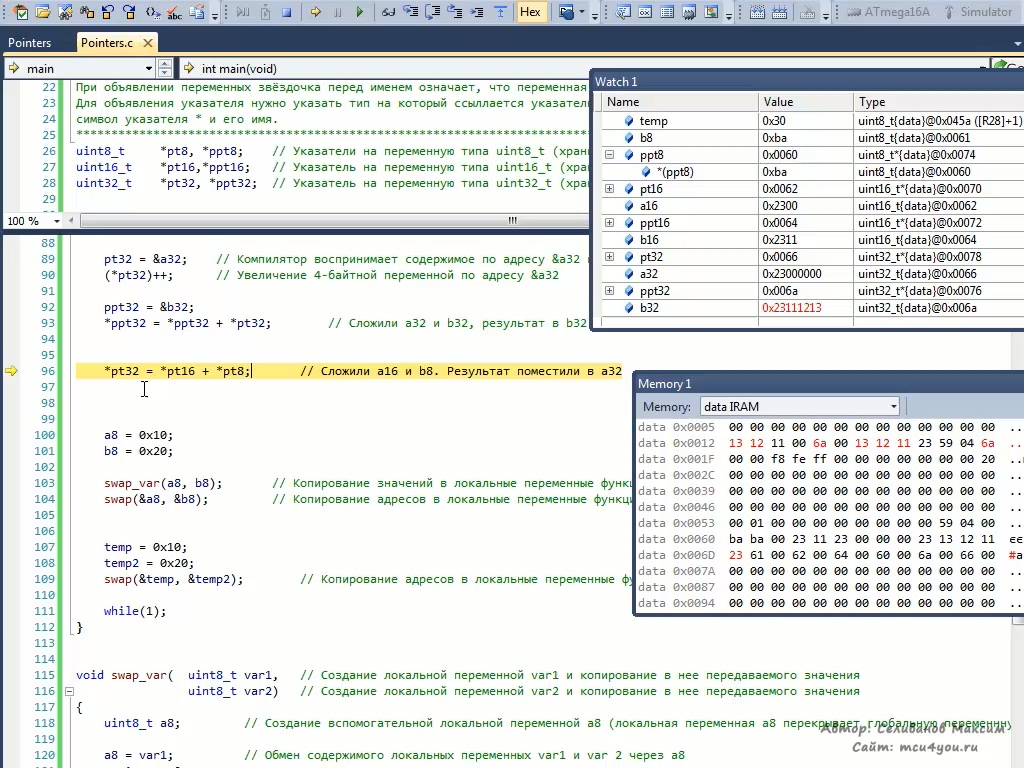 Hex
ATmega16A
Simulator
Pointers
Pointers.c
main
int main(void)
22 При объявлении переменных звёздочка перед именем означает, что переменная
23 Для объявления указателя нужно указать тип на который ссыллается указател
24 символ указателя * и его имя.
25
26 uint8_t *pt8, *ppt8; // Указатели на переменную типа uint8_t (хран
27 uint16_t *pt16,*ppt16; // Указатели на переменную типа uint16_t (хра
28 uint32_t *pt32, *ppt32; // Указатели на переменную типа uint32_t (хра
29
100 %
88
89 pt32 = &a32; // Компилятор воспринимает содержимое по адресу &a32
90 (*pt32)++; // Увеличение 4-байтной переменной по адресу &a32
91
92 ppt32 = &b32;
93 *ppt32 = *ppt32 + *pt32; // Сложили a32 и b32, результат в b32
94
95
96 *pt32 = *pt16 + *pt8; // Сложили a16 и b8. Результат поместили в a32
97
98
99
100 a8 = 0x10;
101 b8 = 0x20;
102
103 swap_var(a8, b8); // Копирование значений в локальные переменные функ
104 swap(&a8, &b8); // Копирование адресов в локальные переменные функци
105
106
107 temp = 0x10;
108 temp2 = 0x20;
109 swap(&temp, &temp2); // Копирование адресов в локальные переменные фу
110
111 while(1);
112 }
113
114
115 void swap_var( uint8_t var1, // Создание локальной переменной var1 и копирование в нее передаваемого значения
116 uint8_t var2) // Создание локальной переменной var2 и копирование в нее передаваемого значения
117 {
118 uint8_t a8; // Создание вспомогательной локальной переменной a8 (локальная переменная a8 перекрывает глобальную переменну
119
120 a8 = var1; // Обмен содержимого локальных переменных var1 и var 2 через a8
Watch 1
Name Value Type
temp 0x30 uint8_t{data}@0x045a ([R28]+1)
b8 0xba uint8_t{data}@0x0061
ppt8 0x0060 uint8_t*{data}@0x0074
*(ppt8) 0xba uint8_t{data}@0x0060
pt16 0x0062 uint16_t*{data}@0x0070
a16 0x2300 uint16_t{data}@0x0062
ppt16 0x0064 uint16_t*{data}@0x0072
b16 0x2311 uint16_t{data}@0x0064
pt32 0x0066 uint32_t*{data}@0x0078
a32 0x23000000 uint32_t{data}@0x0066
ppt32 0x006a uint32_t*{data}@0x0076
b32 0x23111213 uint32_t{data}@0x006a
Memory 1
Memory: data IRAM
data 0x0005 00 00 00 00 00 00 00 00 00 00 00 00 00 ..
data 0x0012 13 12 11 00 6a 00 13 12 11 23 59 04 6a ..
data 0x001F 00 00 f8 fe ff 00 00 00 00 00 00 00 20 ..
data 0x002C 00 00 00 00 00 00 00 00 00 00 00 00 00 ..
data 0x0039 00 00 00 00 00 00 00 00 00 00 00 00 00 ..
data 0x0046 00 00 00 00 00 00 00 00 00 00 00 00 00 ..
data 0x0053 00 01 00 00 00 00 00 00 00 00 59 04 00 ..
data 0x0060 ba ba 00 23 11 23 00 00 00 23 13 12 11 єє
data 0x006D 23 61 00 62 00 64 00 60 00 6a 00 66 00 #a
data 0x007A 00 00 00 00 00 00 00 00 00 00 00 00 00 ..
data 0x0087 00 00 00 00 00 00 00 00 00 00 00 00 00 ..
data 0x0094 00 00 00 00 00 00 00 00 00 00 00 00 00 ..
Автор: Селиванов Максим
Сайт: mcu4you.ru